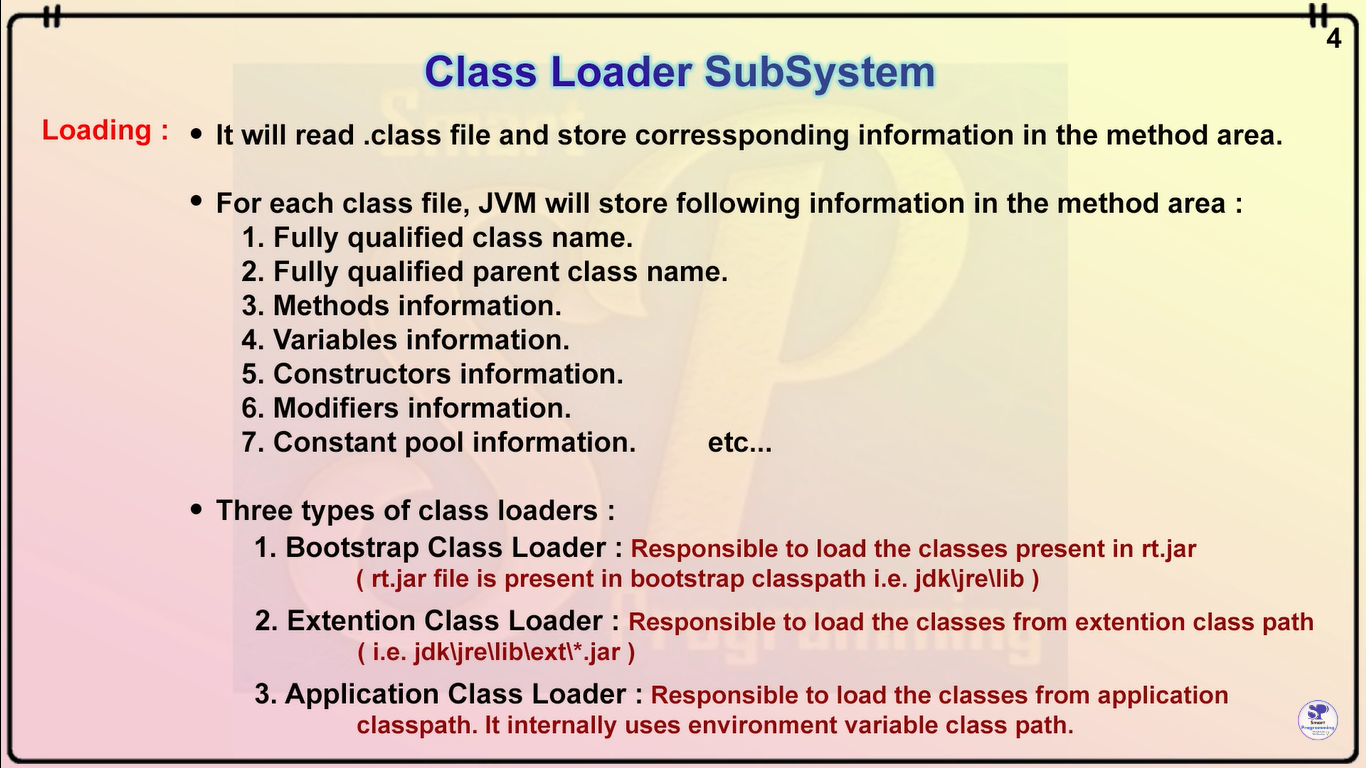 4
Class Loader SubSystem
Loading : • It will read .class file and store corressponding information in the method area.
• For each class file, JVM will store following information in the method area :
1. Fully qualified class name.
2. Fully qualified parent class name.
3. Methods information.
4. Variables information.
5. Constructors information.
6. Modifiers information.
7. Constant pool information. etc...
• Three types of class loaders :
1. Bootstrap Class Loader : Responsible to load the classes present in rt.jar
( rt.jar file is present in bootstrap classpath i.e. jdk\jre\lib )
2. Extention Class Loader : Responsible to load the classes from extention class path
( i.e. jdk\jre\lib\ext\*.jar )
3. Application Class Loader : Responsible to load the classes from application
classpath. It internally uses environment variable class path.
Smart
SP
Programming
SP
Smart
Programming